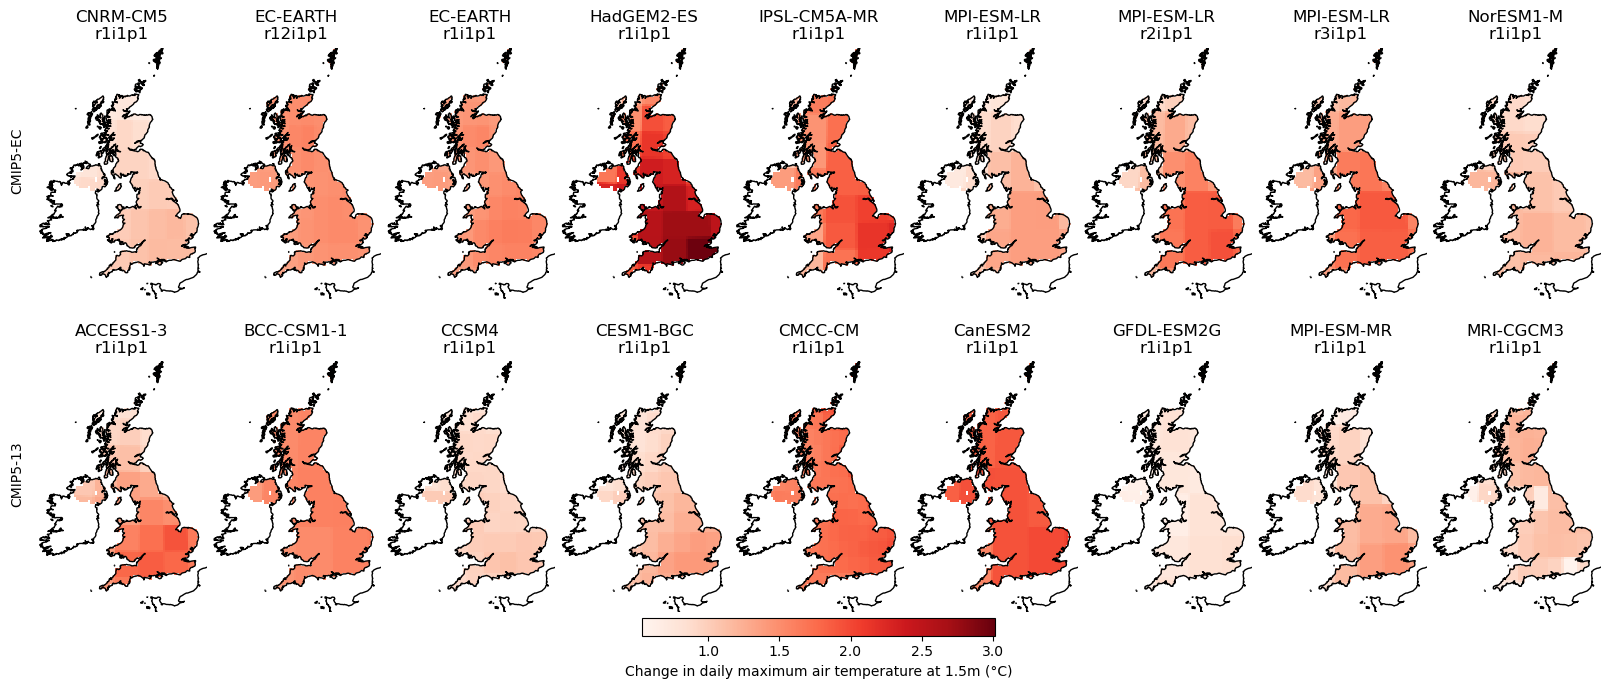 CNRM-CM5
r1i1p1
EC-EARTH
r12i1p1
EC-EARTH
r1i1p1
HadGEM2-ES
r1i1p1
IPSL-CM5A-MR
r1i1p1
MPI-ESM-LR
r1i1p1
MPI-ESM-LR
r2i1p1
MPI-ESM-LR
r3i1p1
NorESM1-M
r1i1p1
CMIP5-EC
ACCESS1-3
r1i1p1
BCC-CSM1-1
r1i1p1
CCSM4
r1i1p1
CESM1-BGC
r1i1p1
CMCC-CM
r1i1p1
CanESM2
r1i1p1
GFDL-ESM2G
r1i1p1
MPI-ESM-MR
r1i1p1
MRI-CGCM3
r1i1p1
CMIP5-13
1.0 1.5 2.0 2.5 3.0
Change in daily maximum air temperature at 1.5m (°C)